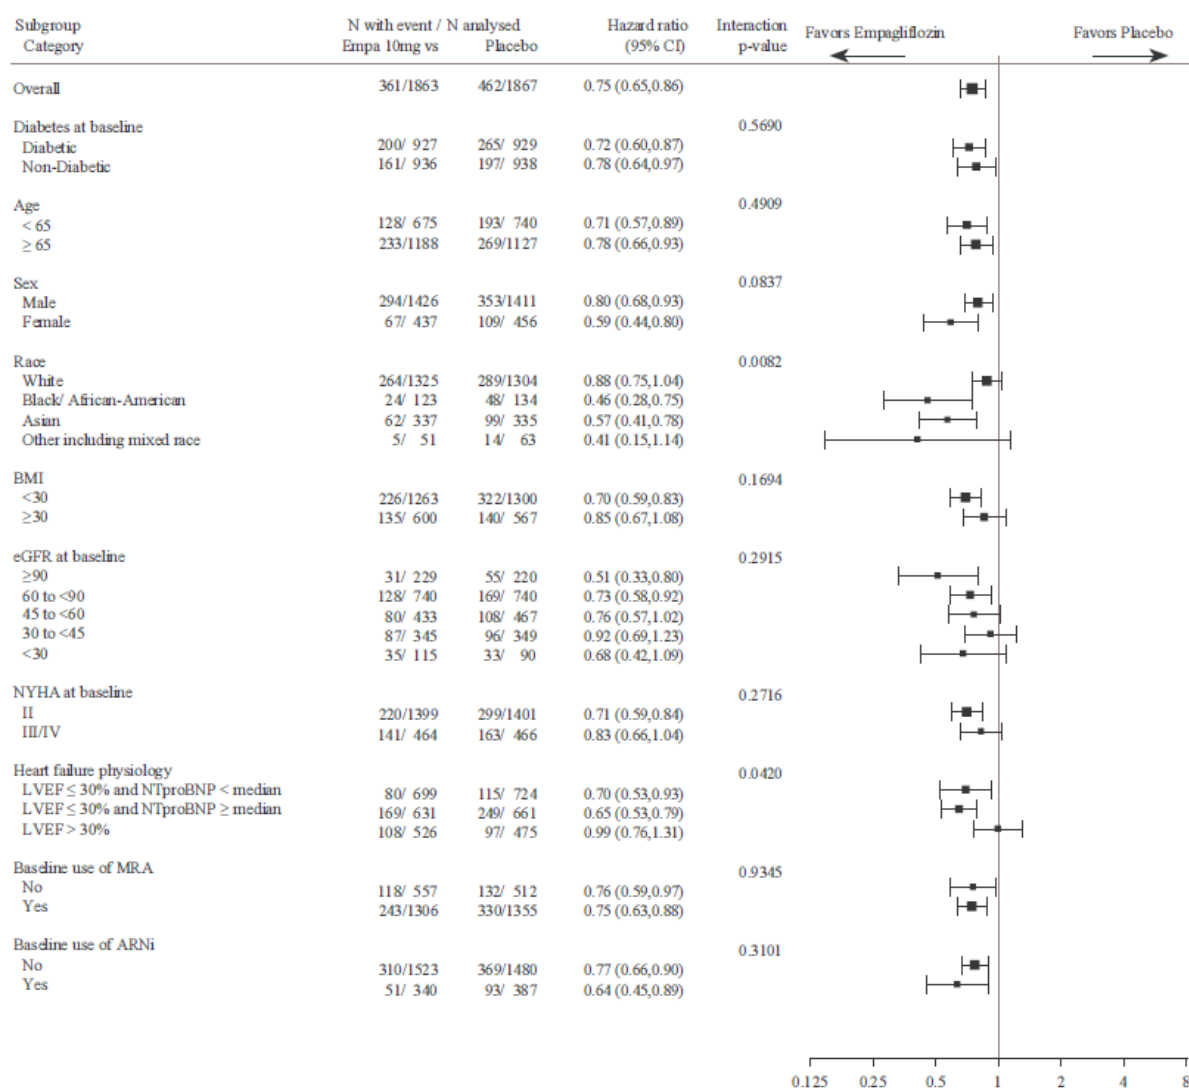 Subgroup N with event / N analysed Hazard ratio Interaction Favors Empagliflozin Favors Placebo
Category Empa 10mg vs Placebo (95% CI) p-value
Overall 361/1863 462/1867 0.75 (0.65,0.86)
Diabetes at baseline 0.5690
Diabetic 200/ 927 265/ 929 0.72 (0.60,0.87)
Non-Diabetic 161/ 936 197/ 938 0.78 (0.64,0.97)
Age 0.4909
< 65 128/ 675 193/ 740 0.71 (0.57,0.89)
≥ 65 233/1188 269/1127 0.78 (0.66,0.93)
Sex 0.0837
Male 294/1426 353/1411 0.80 (0.68,0.93)
Female 67/ 437 109/ 456 0.59 (0.44,0.80)
Race 0.0082
White 264/1325 289/1304 0.88 (0.75,1.04)
Black/ African-American 24/ 123 48/ 134 0.46 (0.28,0.75)
Asian 62/ 337 99/ 335 0.57 (0.41,0.78)
Other including mixed race 5/ 51 14/ 63 0.41 (0.15,1.14)
BMI 0.1694
<30 226/1263 322/1300 0.70 (0.59,0.83)
≥30 135/ 600 140/ 567 0.85 (0.67,1.08)
eGFR at baseline 0.2915
≥90 31/ 229 55/ 220 0.51 (0.33,0.80)
60 to <90 128/ 740 169/ 740 0.73 (0.58,0.92)
45 to <60 80/ 433 108/ 467 0.76 (0.57,1.02)
30 to <45 87/ 345 96/ 349 0.92 (0.69,1.23)
<30 35/ 115 33/ 90 0.68 (0.42,1.09)
NYHA at baseline 0.2716
II 220/1399 299/1401 0.71 (0.59,0.84)
III/IV 141/ 464 163/ 466 0.83 (0.66,1.04)
Heart failure physiology 0.0420
LVEF ≤ 30% and NTproBNP < median 80/ 699 115/ 724 0.70 (0.53,0.93)
LVEF ≤ 30% and NTproBNP ≥ median 169/ 631 249/ 661 0.65 (0.53,0.79)
LVEF > 30% 108/ 526 97/ 475 0.99 (0.76,1.31)
Baseline use of MRA 0.9345
No 118/ 557 132/ 512 0.76 (0.59,0.97)
Yes 243/1306 330/1355 0.75 (0.63,0.88)
Baseline use of ARNi 0.3101
No 310/1523 369/1480 0.77 (0.66,0.90)
Yes 51/ 340 93/ 387 0.64 (0.45,0.89)
0.125 0.25 0.5 1 2 4 8